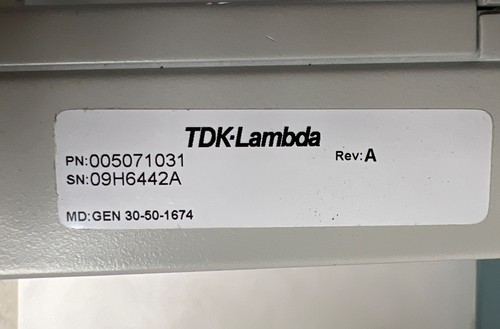 TDK·Lambda
PN:005071031 Rev:A
SN:09H6442A
MD:GEN 30-50-1674